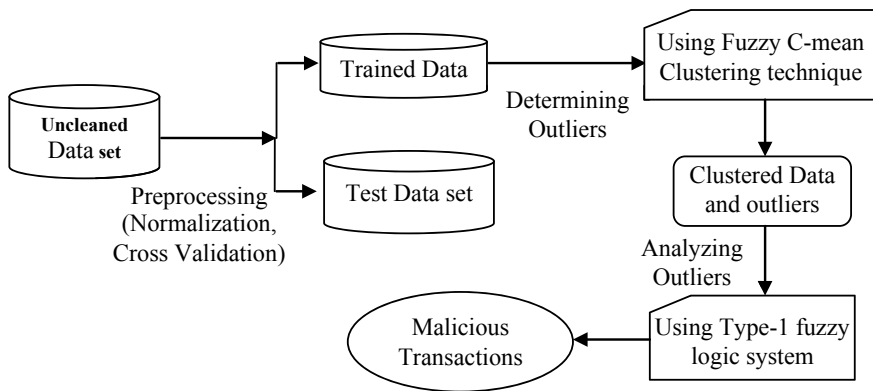 Uncleaned
Data set
Preprocessing
(Normalization,
Cross Validation)
Trained Data
Test Data set
Determining
Outliers
Using Fuzzy C-mean
Clustering technique
Clustered Data
and outliers
Analyzing
Outliers
Using Type-1 fuzzy
logic system
Malicious
Transactions